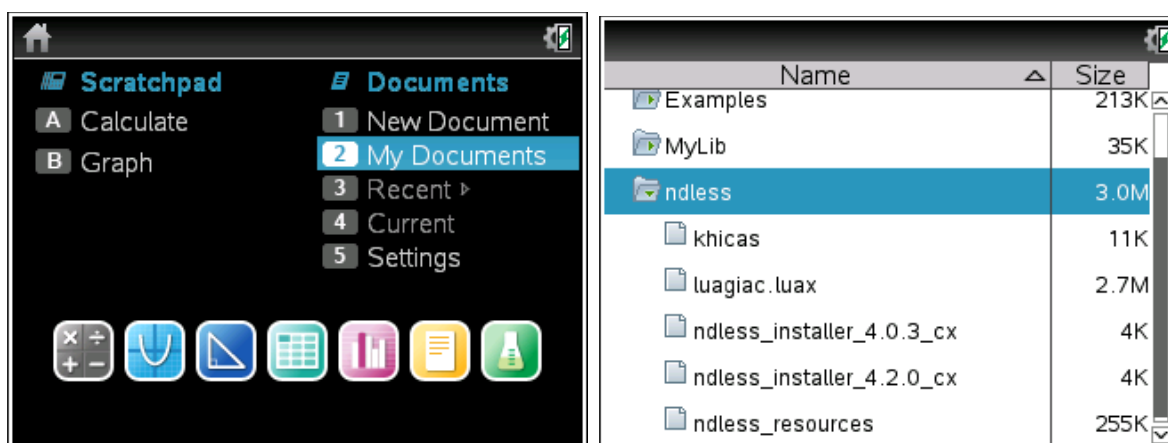 Scratchpad
A Calculate
B Graph
Documents
1 New Document
2 My Documents
3 Recent ▹
4 Current
5 Settings
Name Size
Examples 213K
MyLib 35K
ndless 3.0M
khicas 11K
luagiac.luax 2.7M
ndless_installer_4.0.3_cx 4K
ndless_installer_4.2.0_cx 4K
ndless_resources 255K